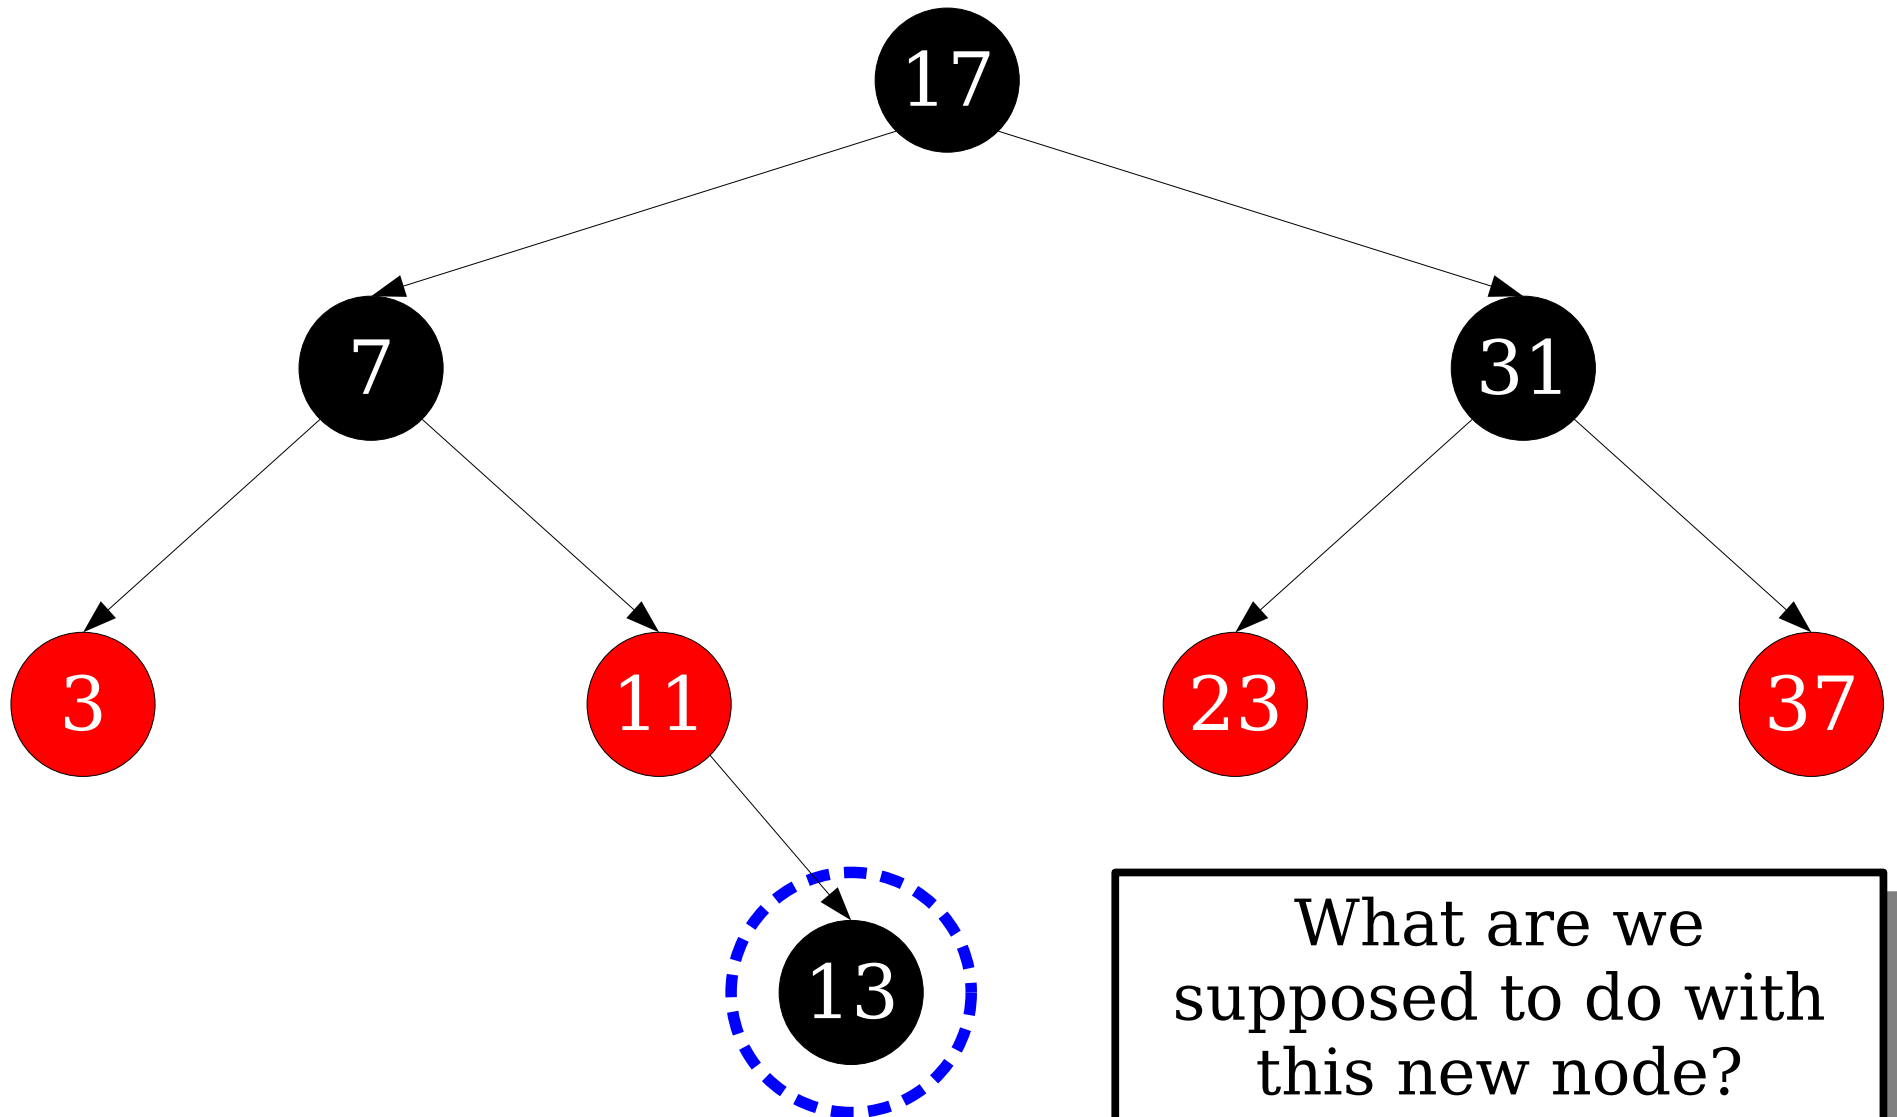 17
7
31
3
11
23
37
13
What are we
supposed to do with
this new node?